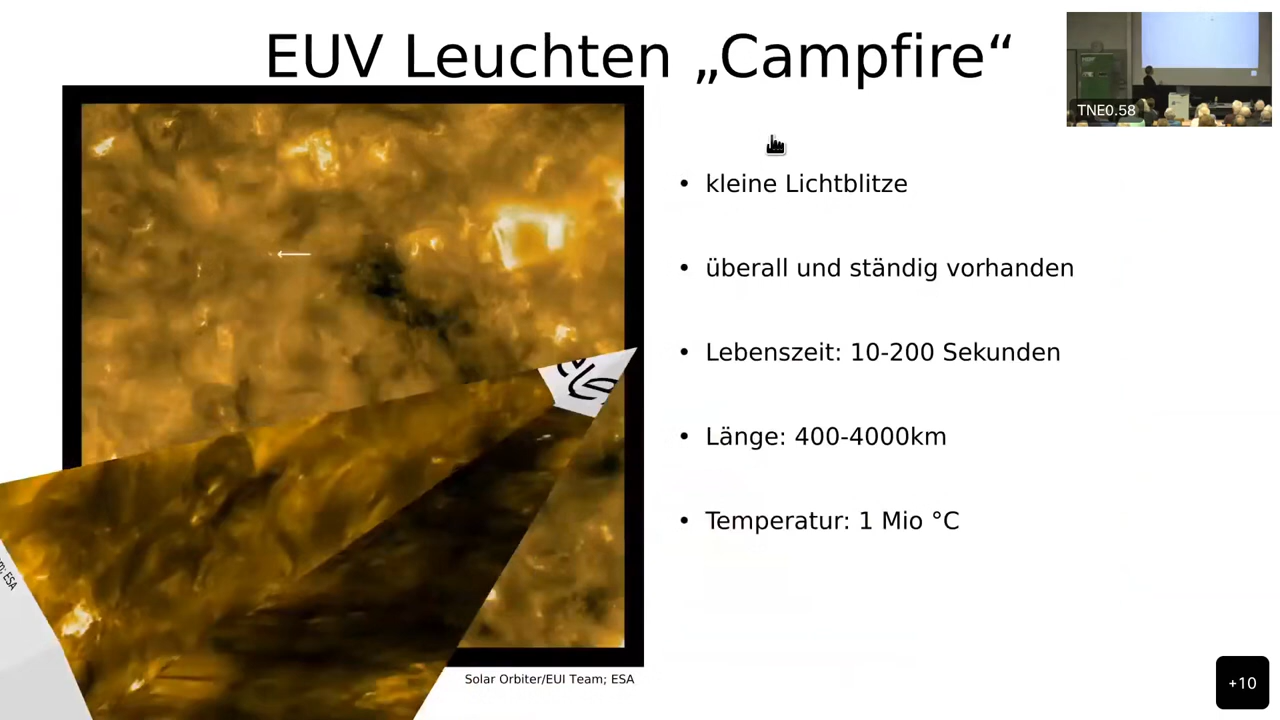 EUV Leuchten „Campfire“
TNE0.58
• kleine Lichtblitze
• überall und ständig vorhanden
• Lebenszeit: 10-200 Sekunden
• Länge: 400-4000km
• Temperatur: 1 Mio °C
; ESA
Solar Orbiter/EUI Team; ESA
+10